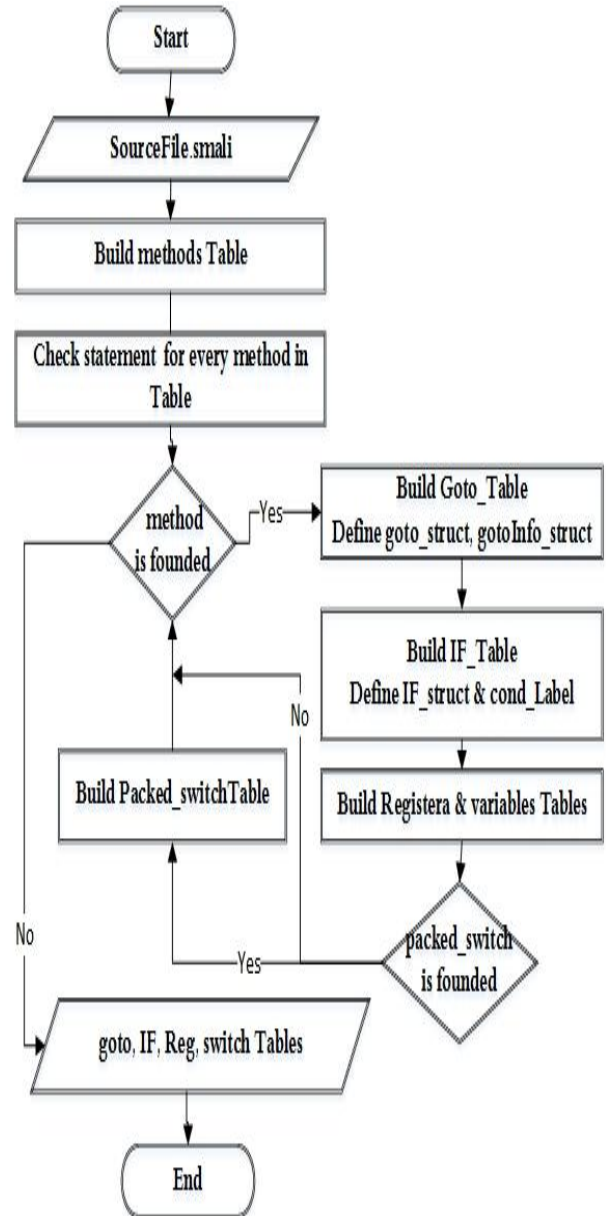 Start
SourceFile.smali
Build methods Table
Check statement for every method in
Table
method
is founded
Yes
Build Goto_Table
Define goto_struct, gotoInfo_struct
Build IF_Table
Define IF_struct & cond_Label
No
Build Packed_switchTable
Build Registera & variables Tables
packed_switch
is founded
Yes
No
goto, IF, Reg, switch Tables
End